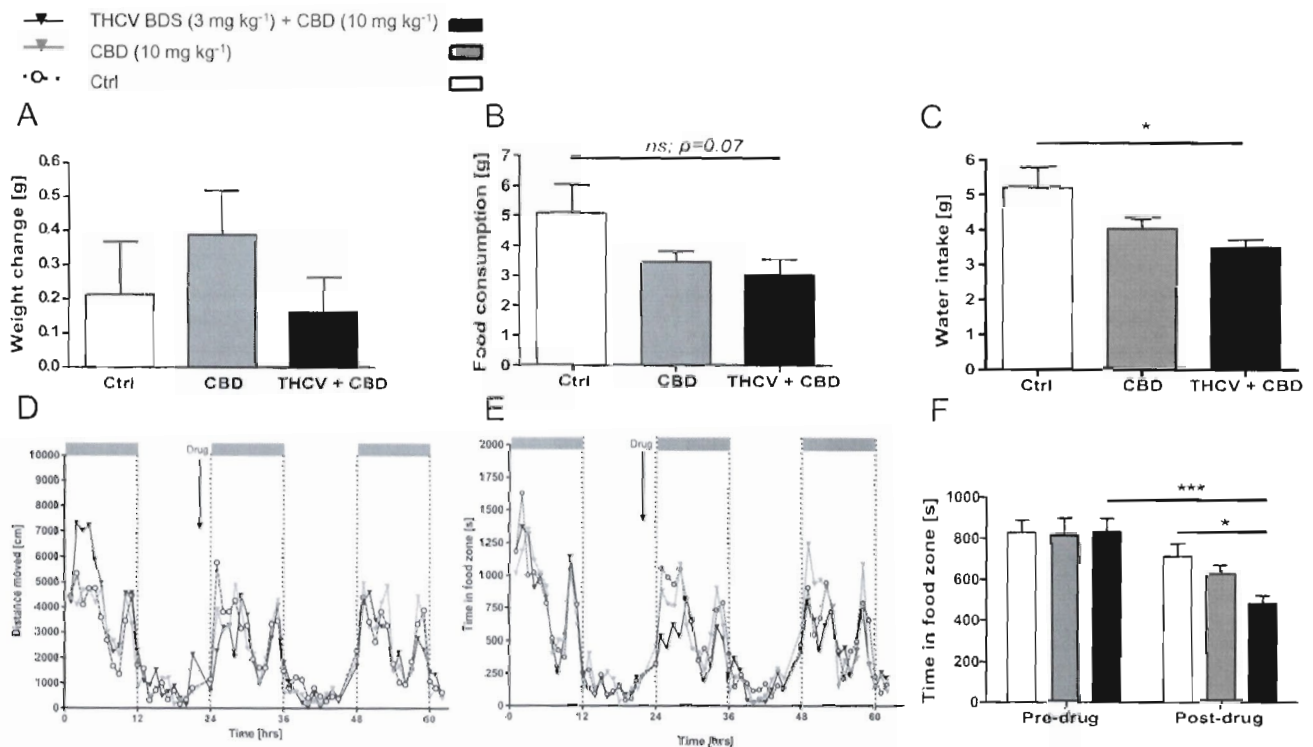 THCV BDS (3 mg kg⁻¹) + CBD (10 mg kg⁻¹)
CBD (10 mg kg⁻¹)
Ctrl
A
Weight change [g]
0.6
0.5
0.4
0.3
0.2
0.1
0.0
Ctrl CBD THCV + CBD
B
ns; p=0.07
Food consumption [g]
7
6
5
4
3
2
1
0
Ctrl CBD THCV + CBD
C
*
Water intake [g]
6
5
4
3
2
1
0
Ctrl CBD THCV + CBD
D
Drug
Distance moved [cm]
10000
9000
8000
7000
6000
5000
4000
3000
2000
1000
0
0 12 24 36 48 60
Time [hrs]
E
Drug
Time in food zone [s]
2000
1750
1500
1250
1000
750
500
250
0
0 12 24 36 48 60
Time [hrs]
F
***
*
Time in food zone [s]
1000
800
600
400
200
0
Pre-drug Post-drug